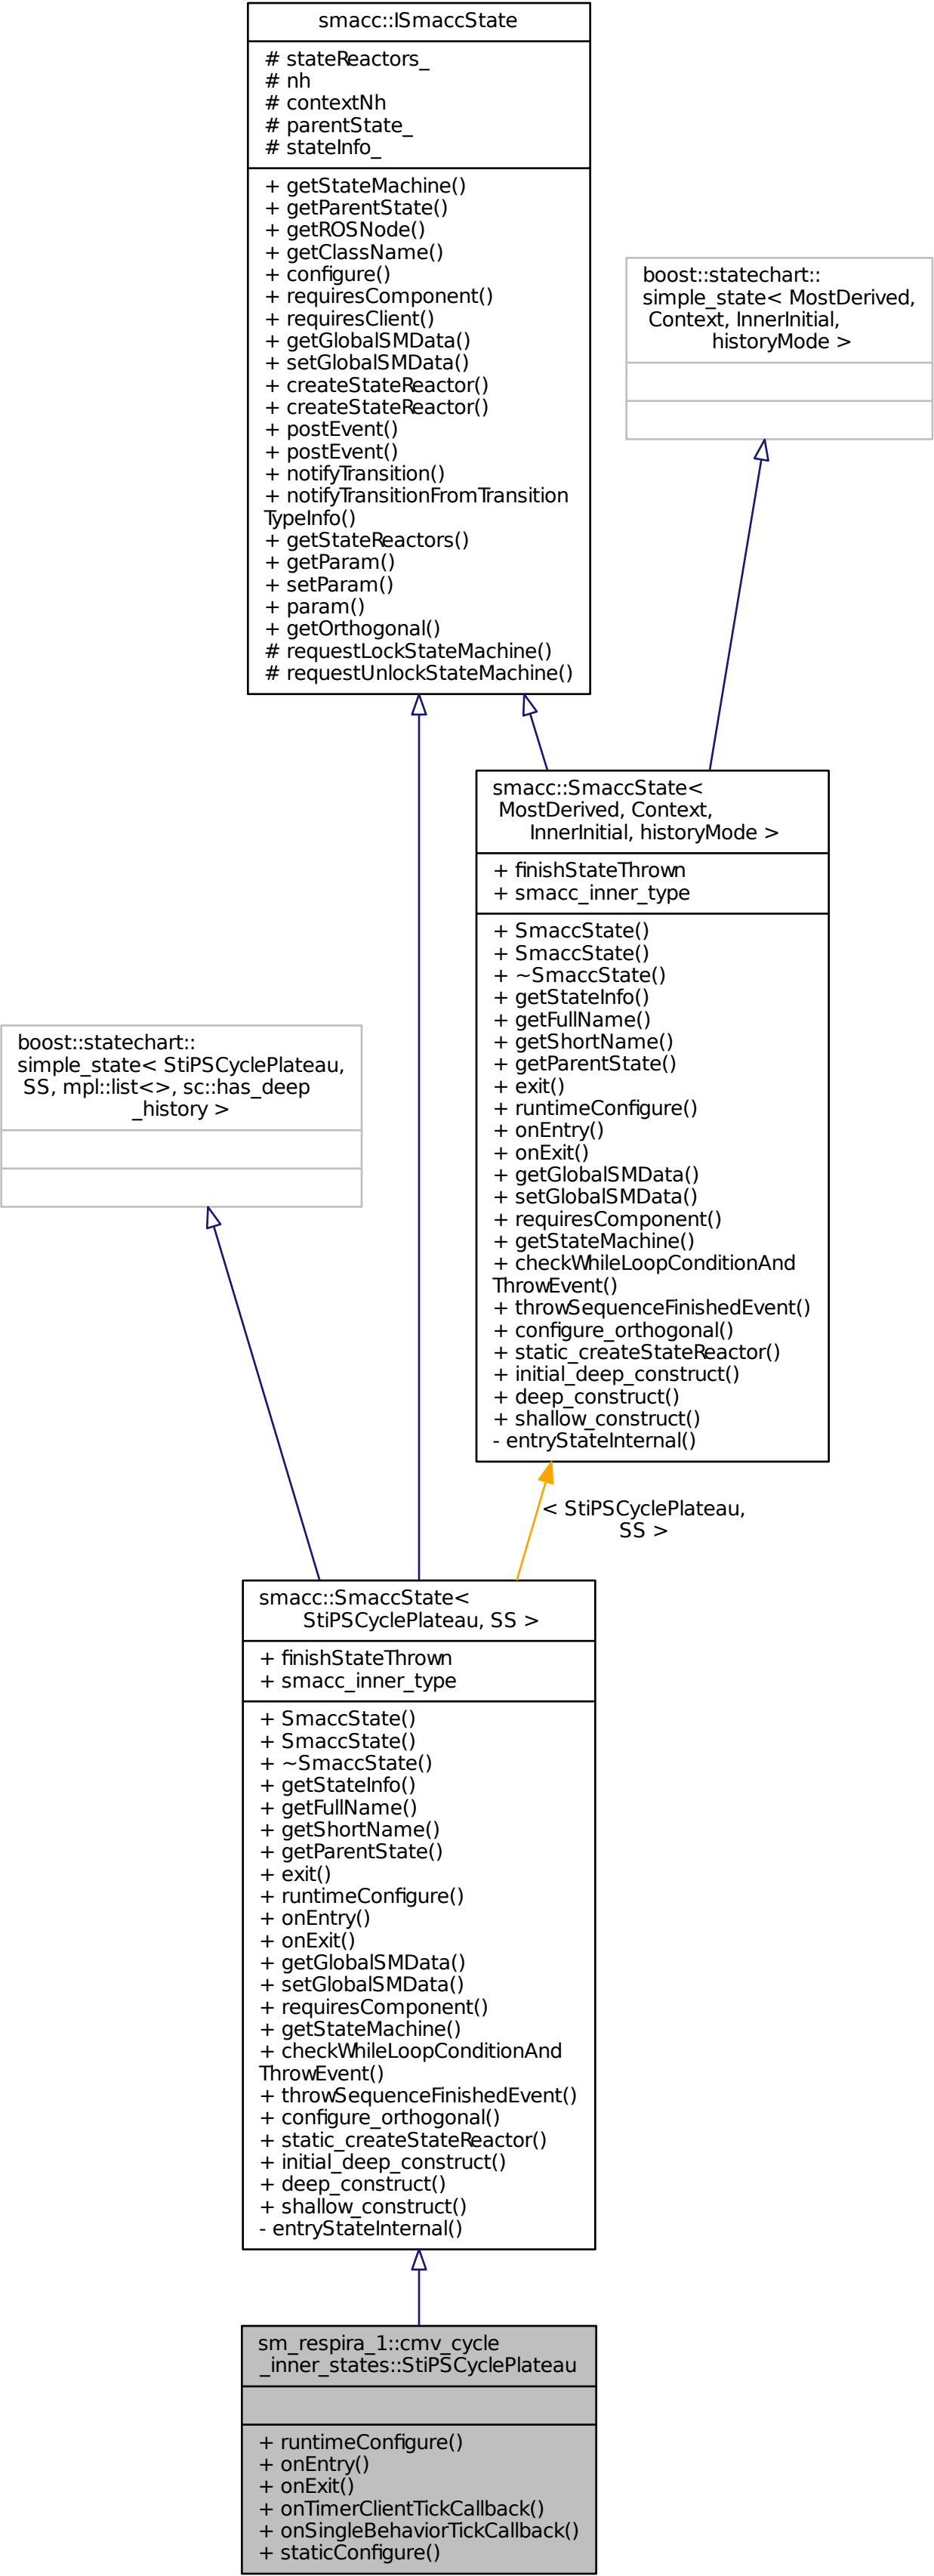 smacc::ISmaccState
# stateReactors_
# nh
# contextNh
# parentState_
# stateInfo_
+ getStateMachine()
+ getParentState()
+ getROSNode()
+ getClassName()
+ configure()
+ requiresComponent()
+ requiresClient()
+ getGlobalSMData()
+ setGlobalSMData()
+ createStateReactor()
+ createStateReactor()
+ postEvent()
+ postEvent()
+ notifyTransition()
+ notifyTransitionFromTransition
TypeInfo()
+ getStateReactors()
+ getParam()
+ setParam()
+ param()
+ getOrthogonal()
# requestLockStateMachine()
# requestUnlockStateMachine()
boost::statechart::
simple_state< MostDerived,
Context, InnerInitial,
historyMode >
smacc::SmaccState<
MostDerived, Context,
InnerInitial, historyMode >
+ finishStateThrown
+ smacc_inner_type
+ SmaccState()
+ SmaccState()
+ ~SmaccState()
+ getStateInfo()
+ getFullName()
+ getShortName()
+ getParentState()
+ exit()
+ runtimeConfigure()
+ onEntry()
+ onExit()
+ getGlobalSMData()
+ setGlobalSMData()
+ requiresComponent()
+ getStateMachine()
+ checkWhileLoopConditionAnd
ThrowEvent()
+ throwSequenceFinishedEvent()
+ configure_orthogonal()
+ static_createStateReactor()
+ initial_deep_construct()
+ deep_construct()
+ shallow_construct()
- entryStateInternal()
boost::statechart::
simple_state< StiPSCyclePlateau,
SS, mpl::list<>, sc::has_deep
_history >
< StiPSCyclePlateau,
SS >
smacc::SmaccState<
StiPSCyclePlateau, SS >
+ finishStateThrown
+ smacc_inner_type
+ SmaccState()
+ SmaccState()
+ ~SmaccState()
+ getStateInfo()
+ getFullName()
+ getShortName()
+ getParentState()
+ exit()
+ runtimeConfigure()
+ onEntry()
+ onExit()
+ getGlobalSMData()
+ setGlobalSMData()
+ requiresComponent()
+ getStateMachine()
+ checkWhileLoopConditionAnd
ThrowEvent()
+ throwSequenceFinishedEvent()
+ configure_orthogonal()
+ static_createStateReactor()
+ initial_deep_construct()
+ deep_construct()
+ shallow_construct()
- entryStateInternal()
sm_respira_1::cmv_cycle
_inner_states::StiPSCyclePlateau
+ runtimeConfigure()
+ onEntry()
+ onExit()
+ onTimerClientTickCallback()
+ onSingleBehaviorTickCallback()
+ staticConfigure()